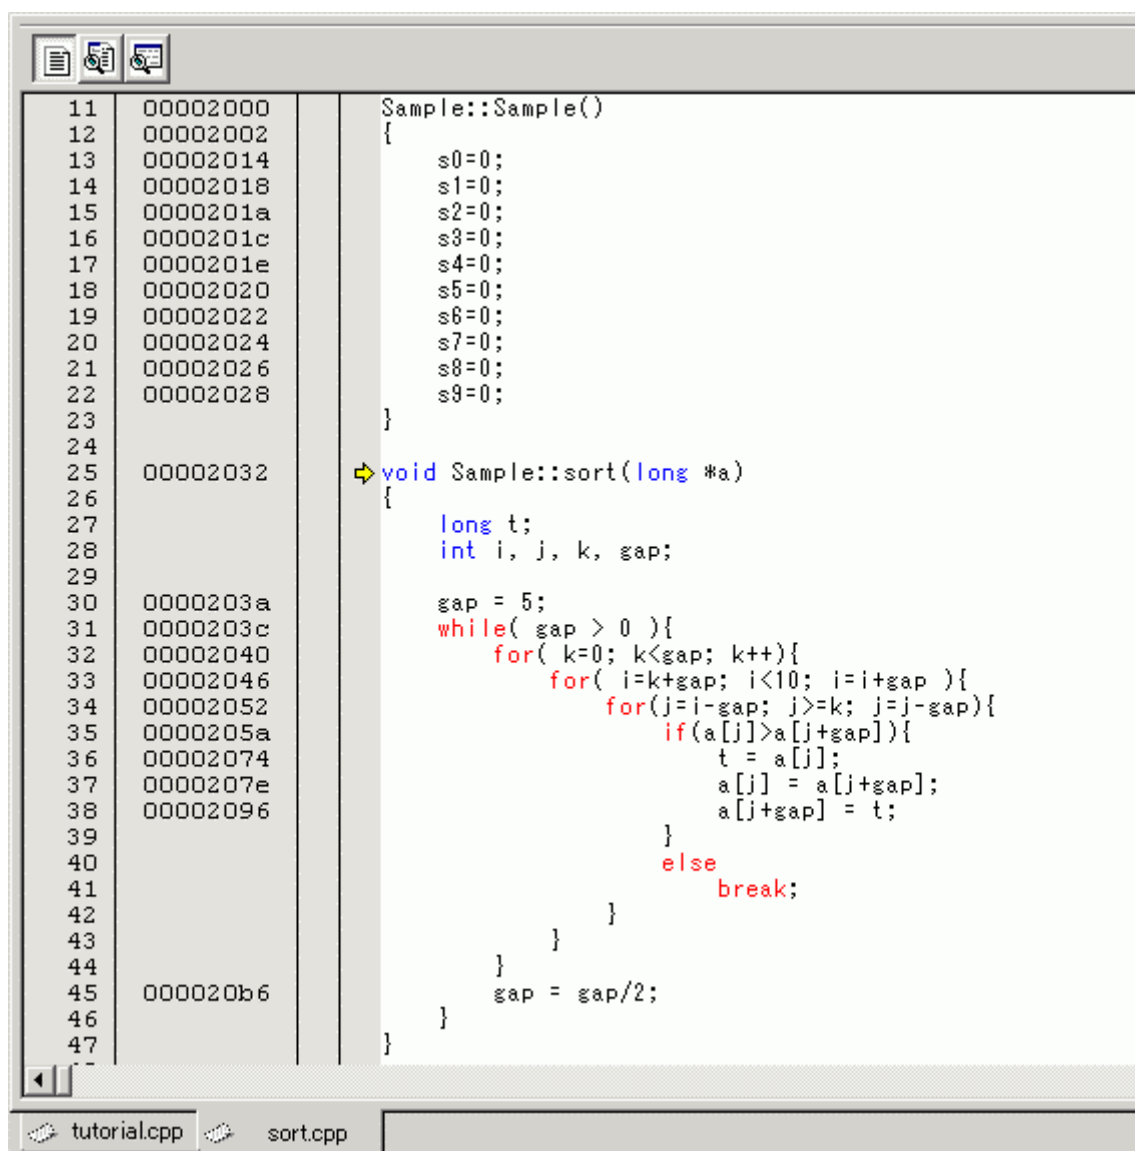 11 00002000 Sample::Sample()
12 00002002 {
13 00002014 s0=0;
14 00002018 s1=0;
15 0000201a s2=0;
16 0000201c s3=0;
17 0000201e s4=0;
18 00002020 s5=0;
19 00002022 s6=0;
20 00002024 s7=0;
21 00002026 s8=0;
22 00002028 s9=0;
23 }
24
25 00002032 void Sample::sort(long *a)
26 {
27 long t;
28 int i, j, k, gap;
29
30 0000203a gap = 5;
31 0000203c while( gap > 0 ){
32 00002040 for( k=0; k<gap; k++){
33 00002046 for( i=k+gap; i<10; i=i+gap ){
34 00002052 for(j=i-gap; j>=k; j=j-gap){
35 0000205a if(a[j]>a[j+gap]){
36 00002074 t = a[j];
37 0000207e a[j] = a[j+gap];
38 00002096 a[j+gap] = t;
39 }
40 else
41 break;
42 }
43 }
44 }
45 000020b6 gap = gap/2;
46 }
47 }
tutorial.cpp sort.cpp